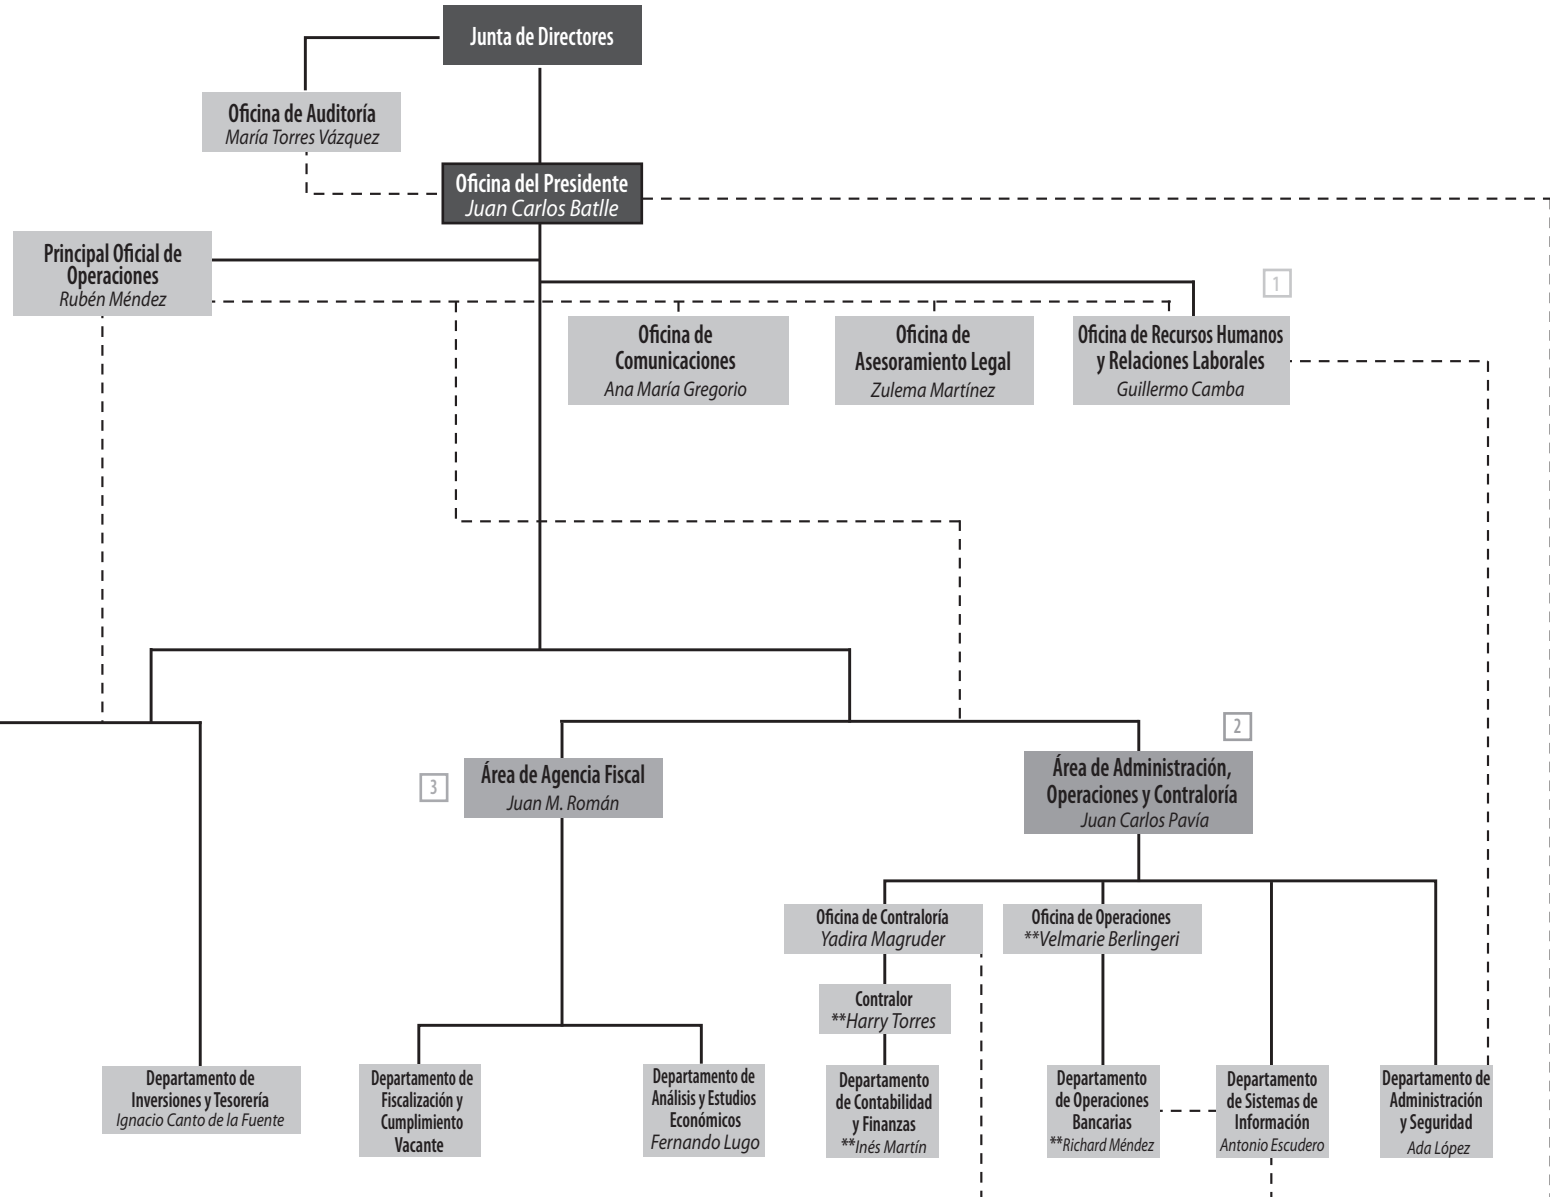 Junta de Directores
Oficina de Auditoría
María Torres Vázquez
Oficina del Presidente
Juan Carlos Batlle
Principal Oficial de
Operaciones
Rubén Méndez
1
Oficina de
Comunicaciones
Ana María Gregorio
Oficina de
Asesoramiento Legal
Zulema Martínez
Oficina de Recursos Humanos
y Relaciones Laborales
Guillermo Camba
2
3
Área de Agencia Fiscal
Juan M. Román
Área de Administración,
Operaciones y Contraloría
Juan Carlos Pavía
Oficina de Contraloría
Yadira Magruder
Oficina de Operaciones
**Velmarie Berlingeri
Contralor
**Harry Torres
Departamento de
Inversiones y Tesorería
Ignacio Canto de la Fuente
Departamento de
Fiscalización y
Cumplimiento
Vacante
Departamento de
Análisis y Estudios
Económicos
Fernando Lugo
Departamento
de Contabilidad
y Finanzas
**Inés Martín
Departamento
de Operaciones
Bancarias
**Richard Méndez
Departamento
de Sistemas de
Información
Antonio Escudero
Departamento de
Administración
y Seguridad
Ada López